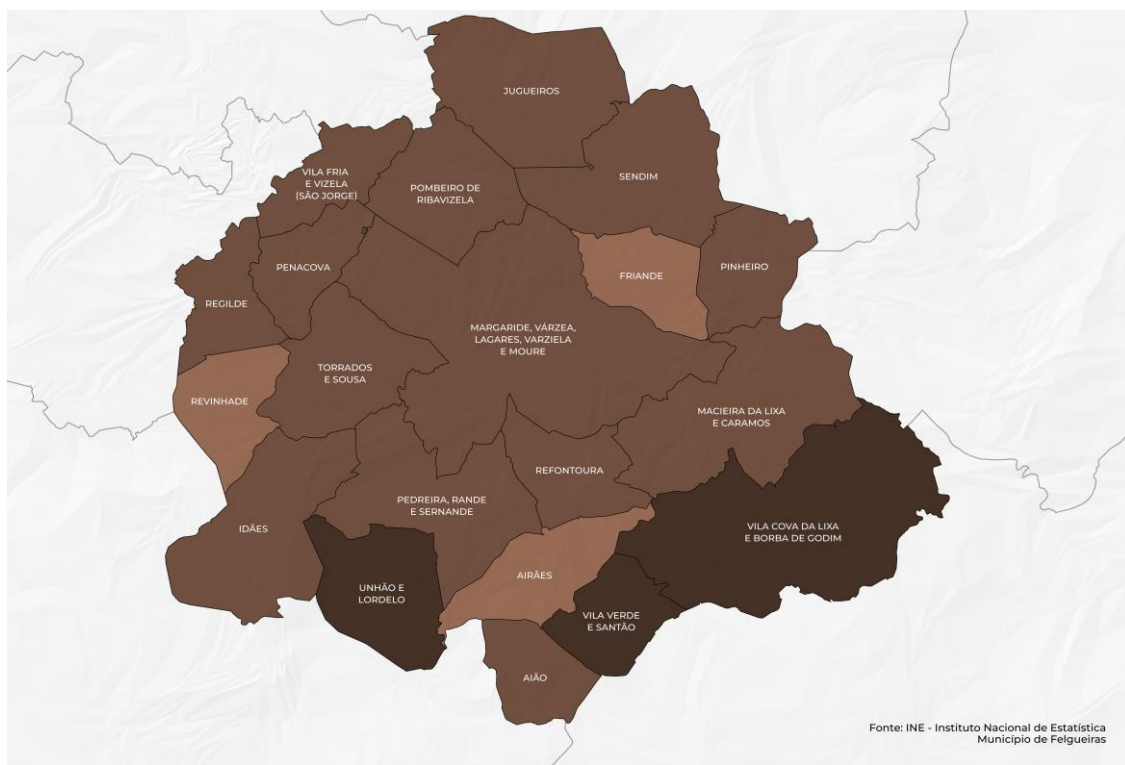 JUGUEIROS
VILA FRIA
E VIZELA
(SÃO JORGE)
POMBEIRO DE
RIBAVIZELA
SENDIM
PENACOVA
FRIANDE
PINHEIRO
REGILDE
MARGARIDE, VÁRZEA,
LAGARES, VARZIELA
E MOURE
TORRADOS
E SOUSA
REVINHADE
MACIEIRA DA LIXA
E CARAMOS
REFONTOURA
PEDREIRA, RANDE
E SERNANDE
IDÃES
VILA COVA DA LIXA
E BORBA DE GODIM
AIRÃES
UNHÃO E
LORDELO
VILA VERDE
E SANTÃO
AIÃO
Fonte: INE - Instituto Nacional de Estatística
Município de Felgueiras